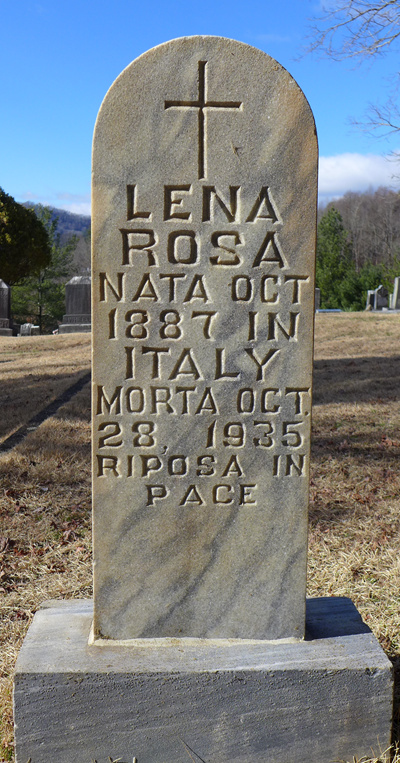 LENA
ROSA
NATA OCT
1887 IN
ITALY
MORTA OCT.
28, 1935
RIPOSA IN
PACE